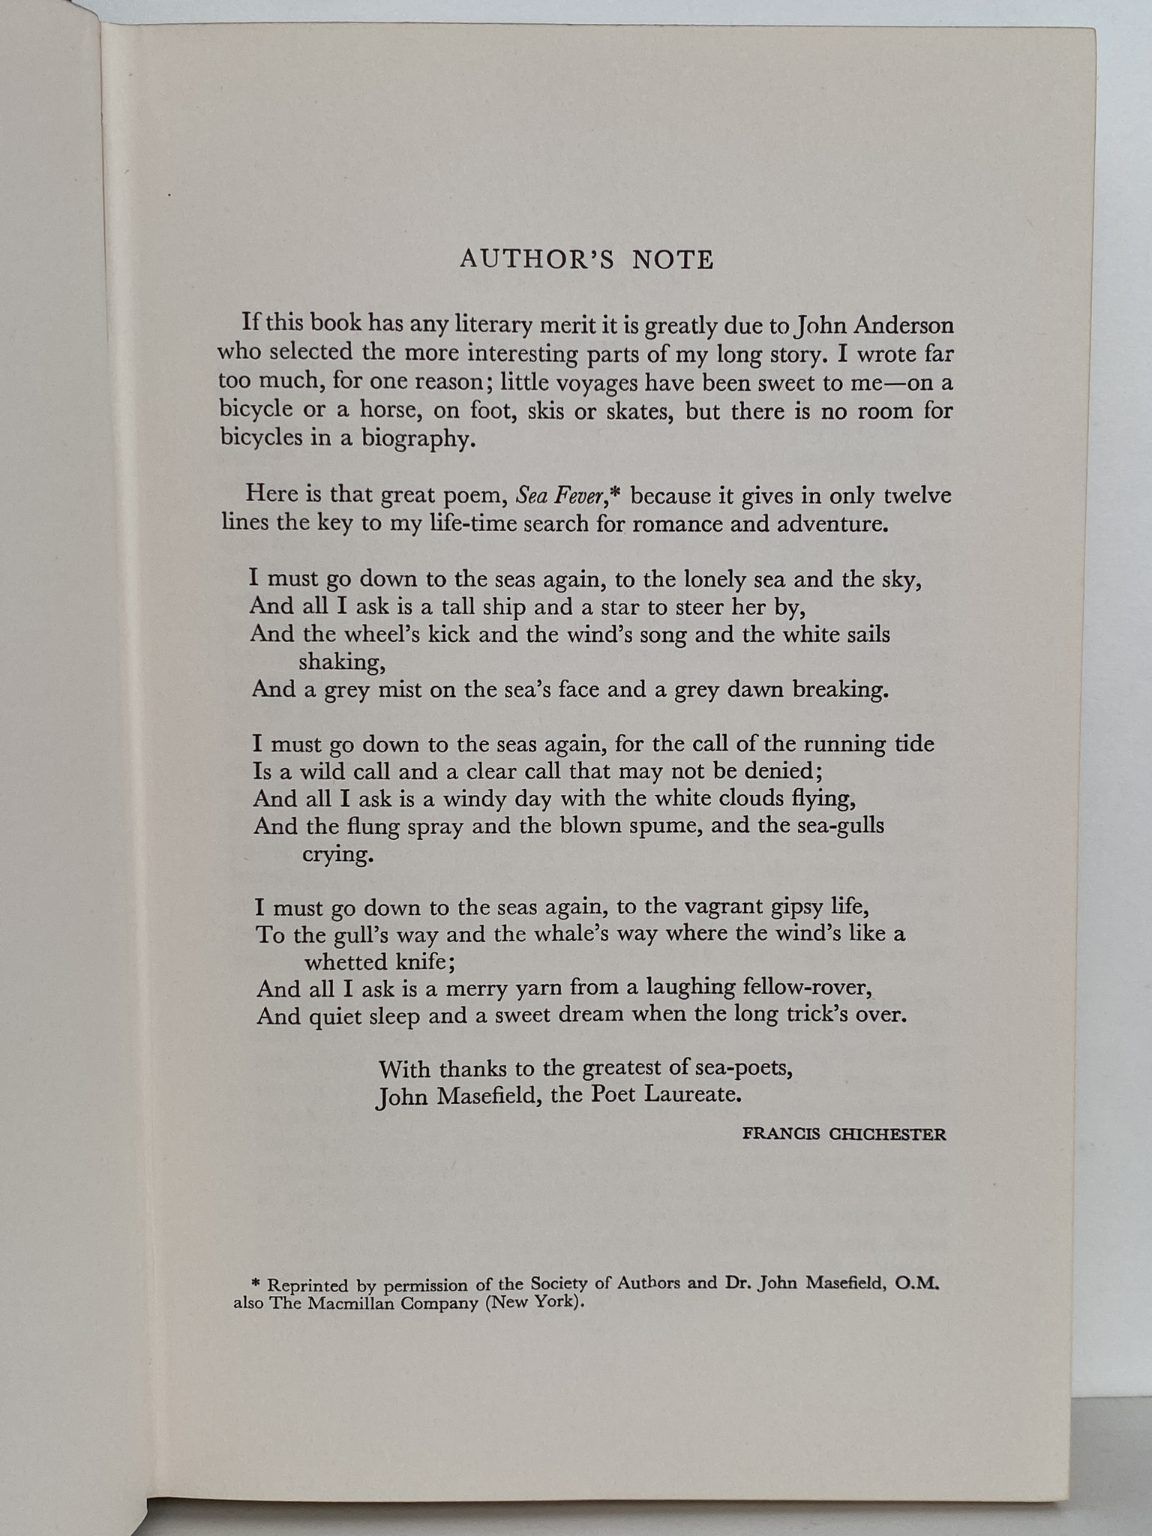 AUTHOR'S NOTE
If this book has any literary merit it is greatly due to John Anderson
who selected the more interesting parts of my long story. I wrote far
too much, for one reason; little voyages have been sweet to me—on a
bicycle or a horse, on foot, skis or skates, but there is no room for
bicycles in a biography.
Here is that great poem, Sea Fever,* because it gives in only twelve
lines the key to my life-time search for romance and adventure.
I must go down to the seas again, to the lonely sea and the sky,
And all I ask is a tall ship and a star to steer her by,
And the wheel's kick and the wind's song and the white sails
shaking,
And a grey mist on the sea's face and a grey dawn breaking.
I must go down to the seas again, for the call of the running tide
Is a wild call and a clear call that may not be denied;
And all I ask is a windy day with the white clouds flying,
And the flung spray and the blown spume, and the sea-gulls
crying.
I must go down to the seas again, to the vagrant gipsy life,
To the gull's way and the whale's way where the wind's like a
whetted knife;
And all I ask is a merry yarn from a laughing fellow-rover,
And quiet sleep and a sweet dream when the long trick's over.
With thanks to the greatest of sea-poets,
John Masefield, the Poet Laureate.
FRANCIS CHICHESTER
* Reprinted by permission of the Society of Authors and Dr. John Masefield, O.M.
also The Macmillan Company (New York).